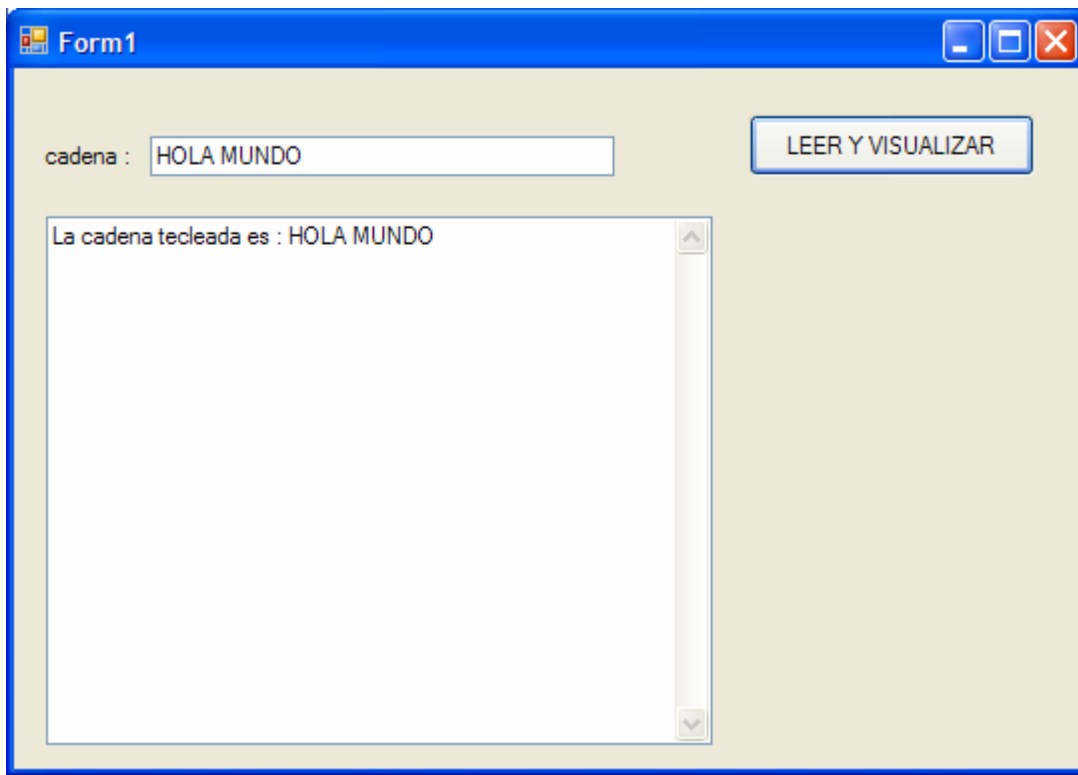 Form1
cadena : HOLA MUNDO
LEER Y VISUALIZAR
La cadena tecleada es : HOLA MUNDO